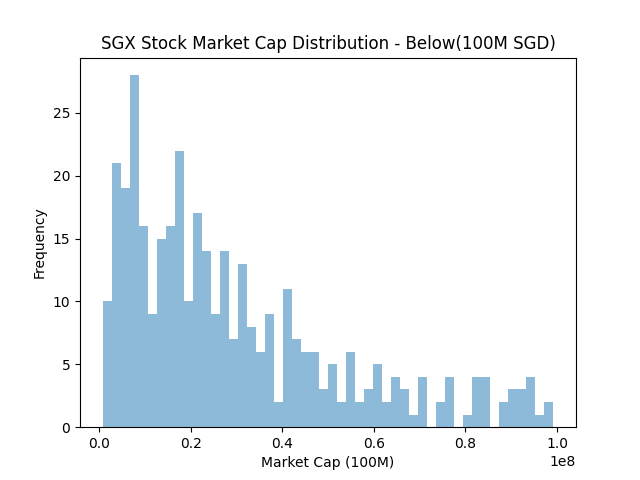 SGX Stock Market Cap Distribution - Below(100M SGD)
Frequency
25
20
15
10
5
0
0.0 0.2 0.4 0.6 0.8 1.0
1e8
Market Cap (100M)